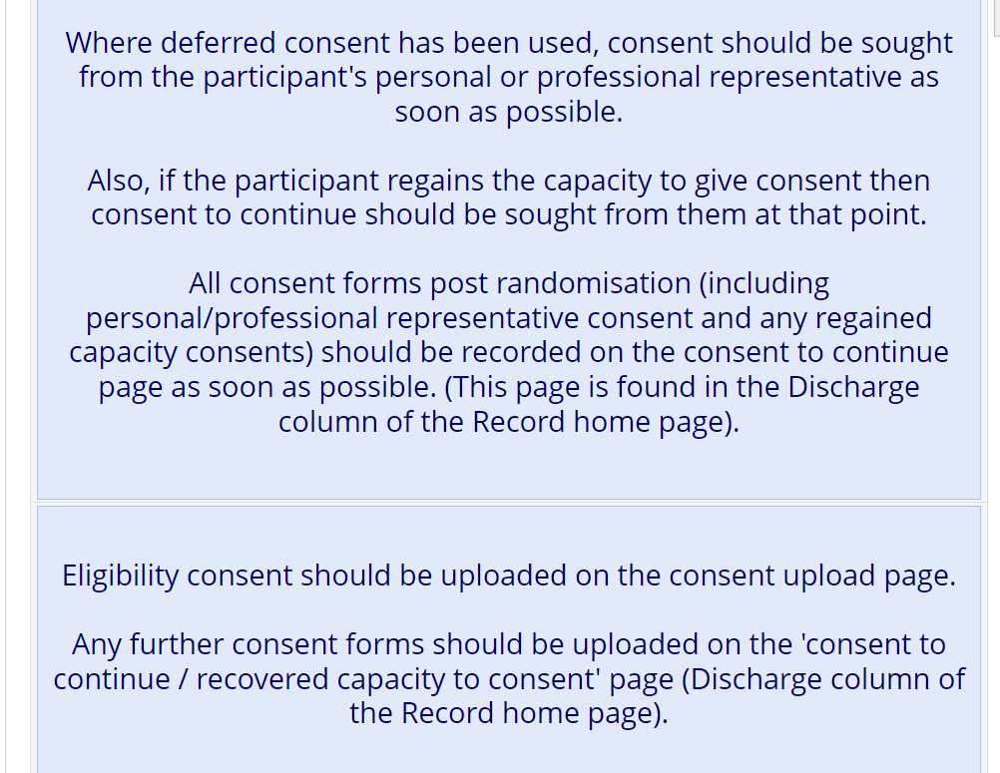 Where deferred consent has been used, consent should be sought
from the participant's personal or professional representative as
soon as possible.
Also, if the participant regains the capacity to give consent then
consent to continue should be sought from them at that point.
All consent forms post randomisation (including
personal/professional representative consent and any regained
capacity consents) should be recorded on the consent to continue
page as soon as possible. (This page is found in the Discharge
column of the Record home page).
Eligibility consent should be uploaded on the consent upload page.
Any further consent forms should be uploaded on the 'consent to
continue / recovered capacity to consent' page (Discharge column of
the Record home page).